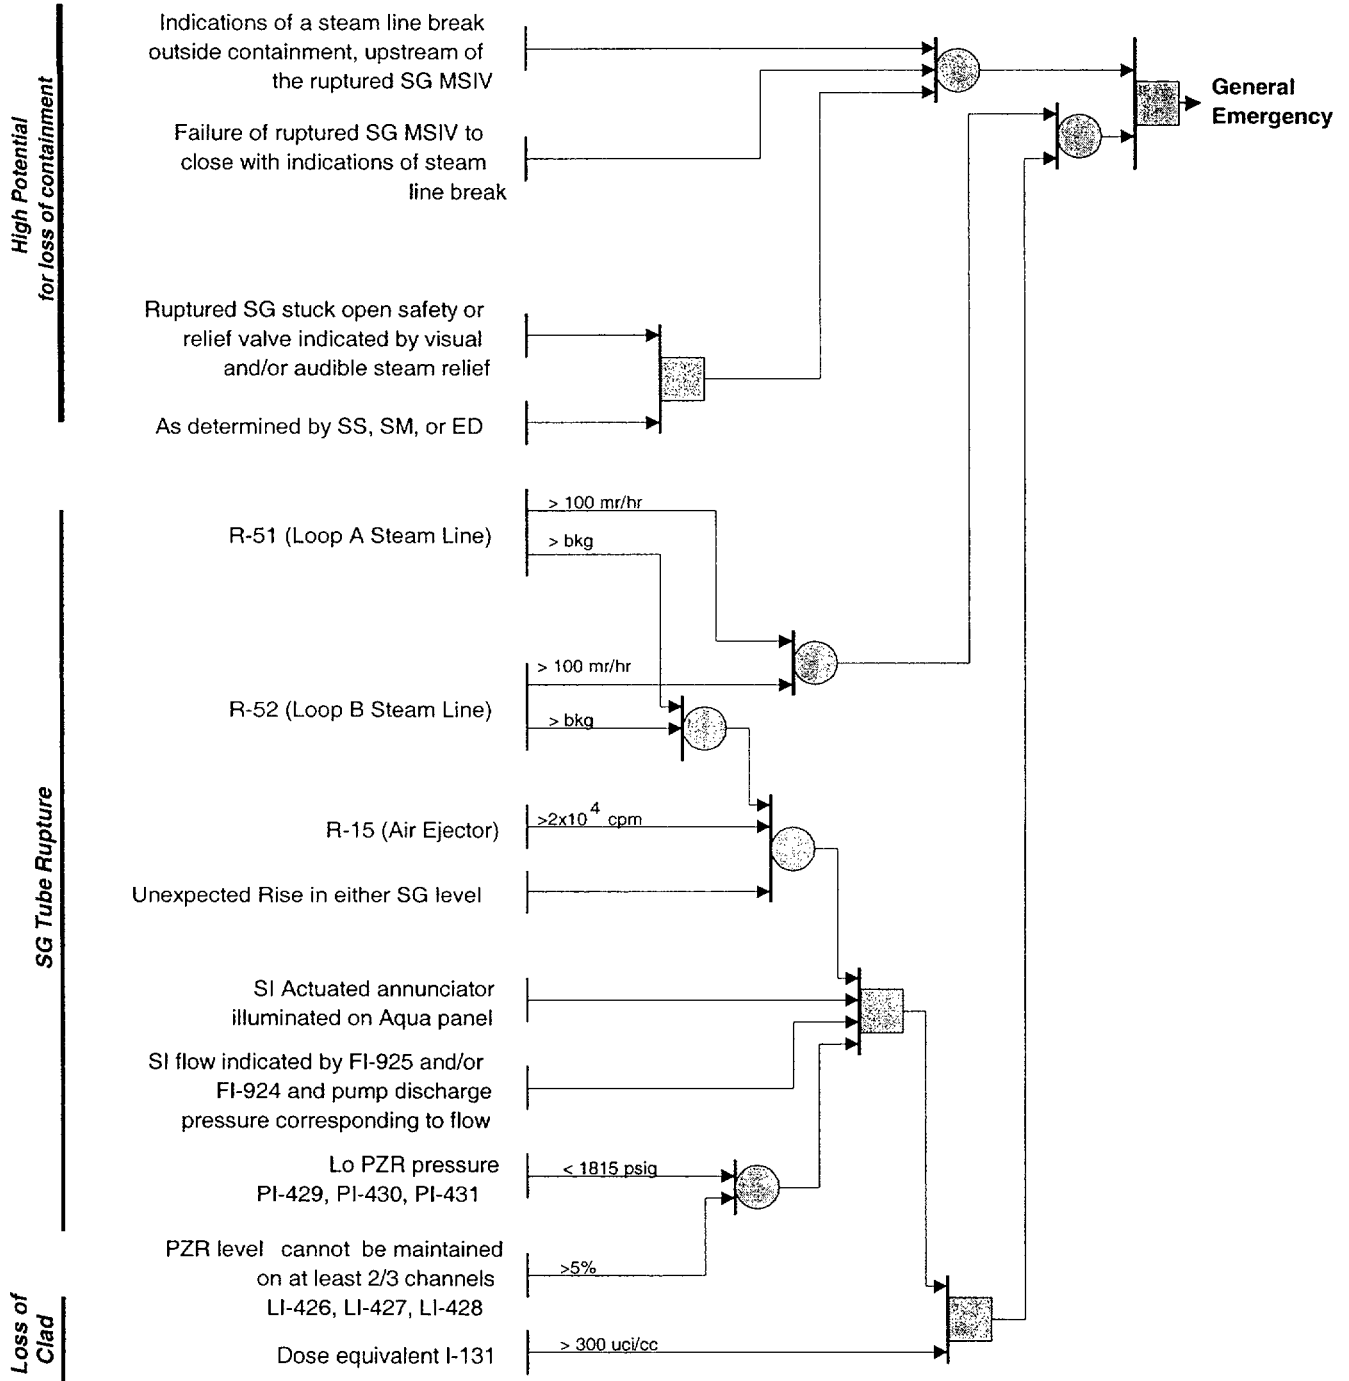 High Potential
for loss of containment
Indications of a steam line break
outside containment, upstream of
the ruptured SG MSIV
Failure of ruptured SG MSIV to
close with indications of steam
line break
Ruptured SG stuck open safety or
relief valve indicated by visual
and/or audible steam relief
As determined by SS, SM, or ED
General
Emergency
SG Tube Rupture
R-51 (Loop A Steam Line)
> 100 mr/hr
> bkg
R-52 (Loop B Steam Line)
> 100 mr/hr
> bkg
R-15 (Air Ejector)
>2x10^4 cpm
Unexpected Rise in either SG level
SI Actuated annunciator
illuminated on Aqua panel
SI flow indicated by FI-925 and/or
FI-924 and pump discharge
pressure corresponding to flow
Lo PZR pressure
PI-429, PI-430, PI-431
< 1815 psig
PZR level cannot be maintained
on at least 2/3 channels
LI-426, LI-427, LI-428
>5%
Loss of
Clad
Dose equivalent I-131
> 300 uci/cc